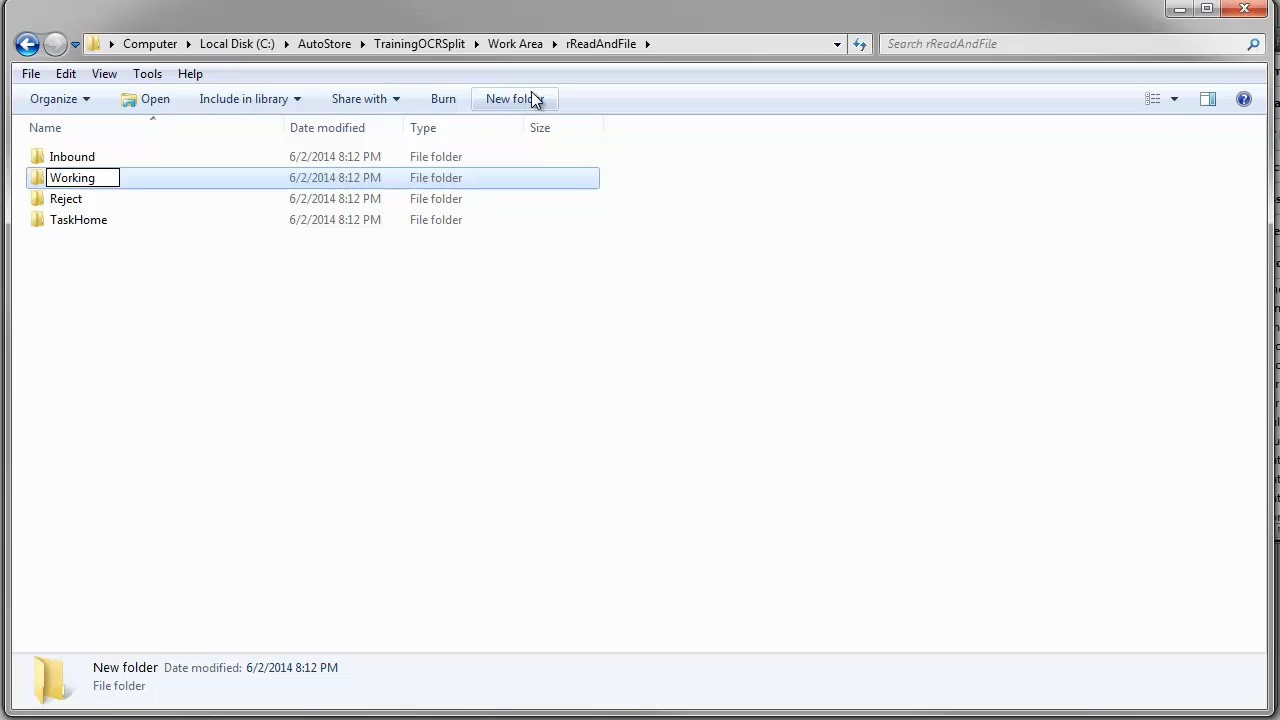 Computer Local Disk (C:) AutoStore TrainingOCRSplit Work Area rReadAndFile Search rReadAndFile
File Edit View Tools Help
Organize Open Include in library Share with Burn New folder
Name Date modified Type Size
Inbound 6/2/2014 8:12 PM File folder
Working 6/2/2014 8:12 PM File folder
Reject 6/2/2014 8:12 PM File folder
TaskHome 6/2/2014 8:12 PM File folder
New folder Date modified: 6/2/2014 8:12 PM
File folder